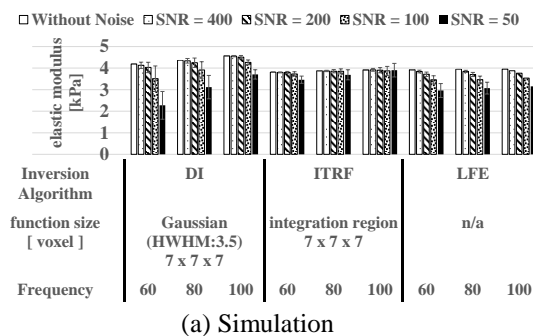 Without Noise SNR = 400 SNR = 200 SNR = 100 SNR = 50
elastic modulus
[kPa]
5
4
3
2
1
0
Inversion
Algorithm
DI ITRF LFE
function size
[ voxel ]
Gaussian
(HWHM:3.5)
7 x 7 x 7
integration region
7 x 7 x 7
n/a
Frequency 60 80 100 60 80 100 60 80 100
(a) Simulation